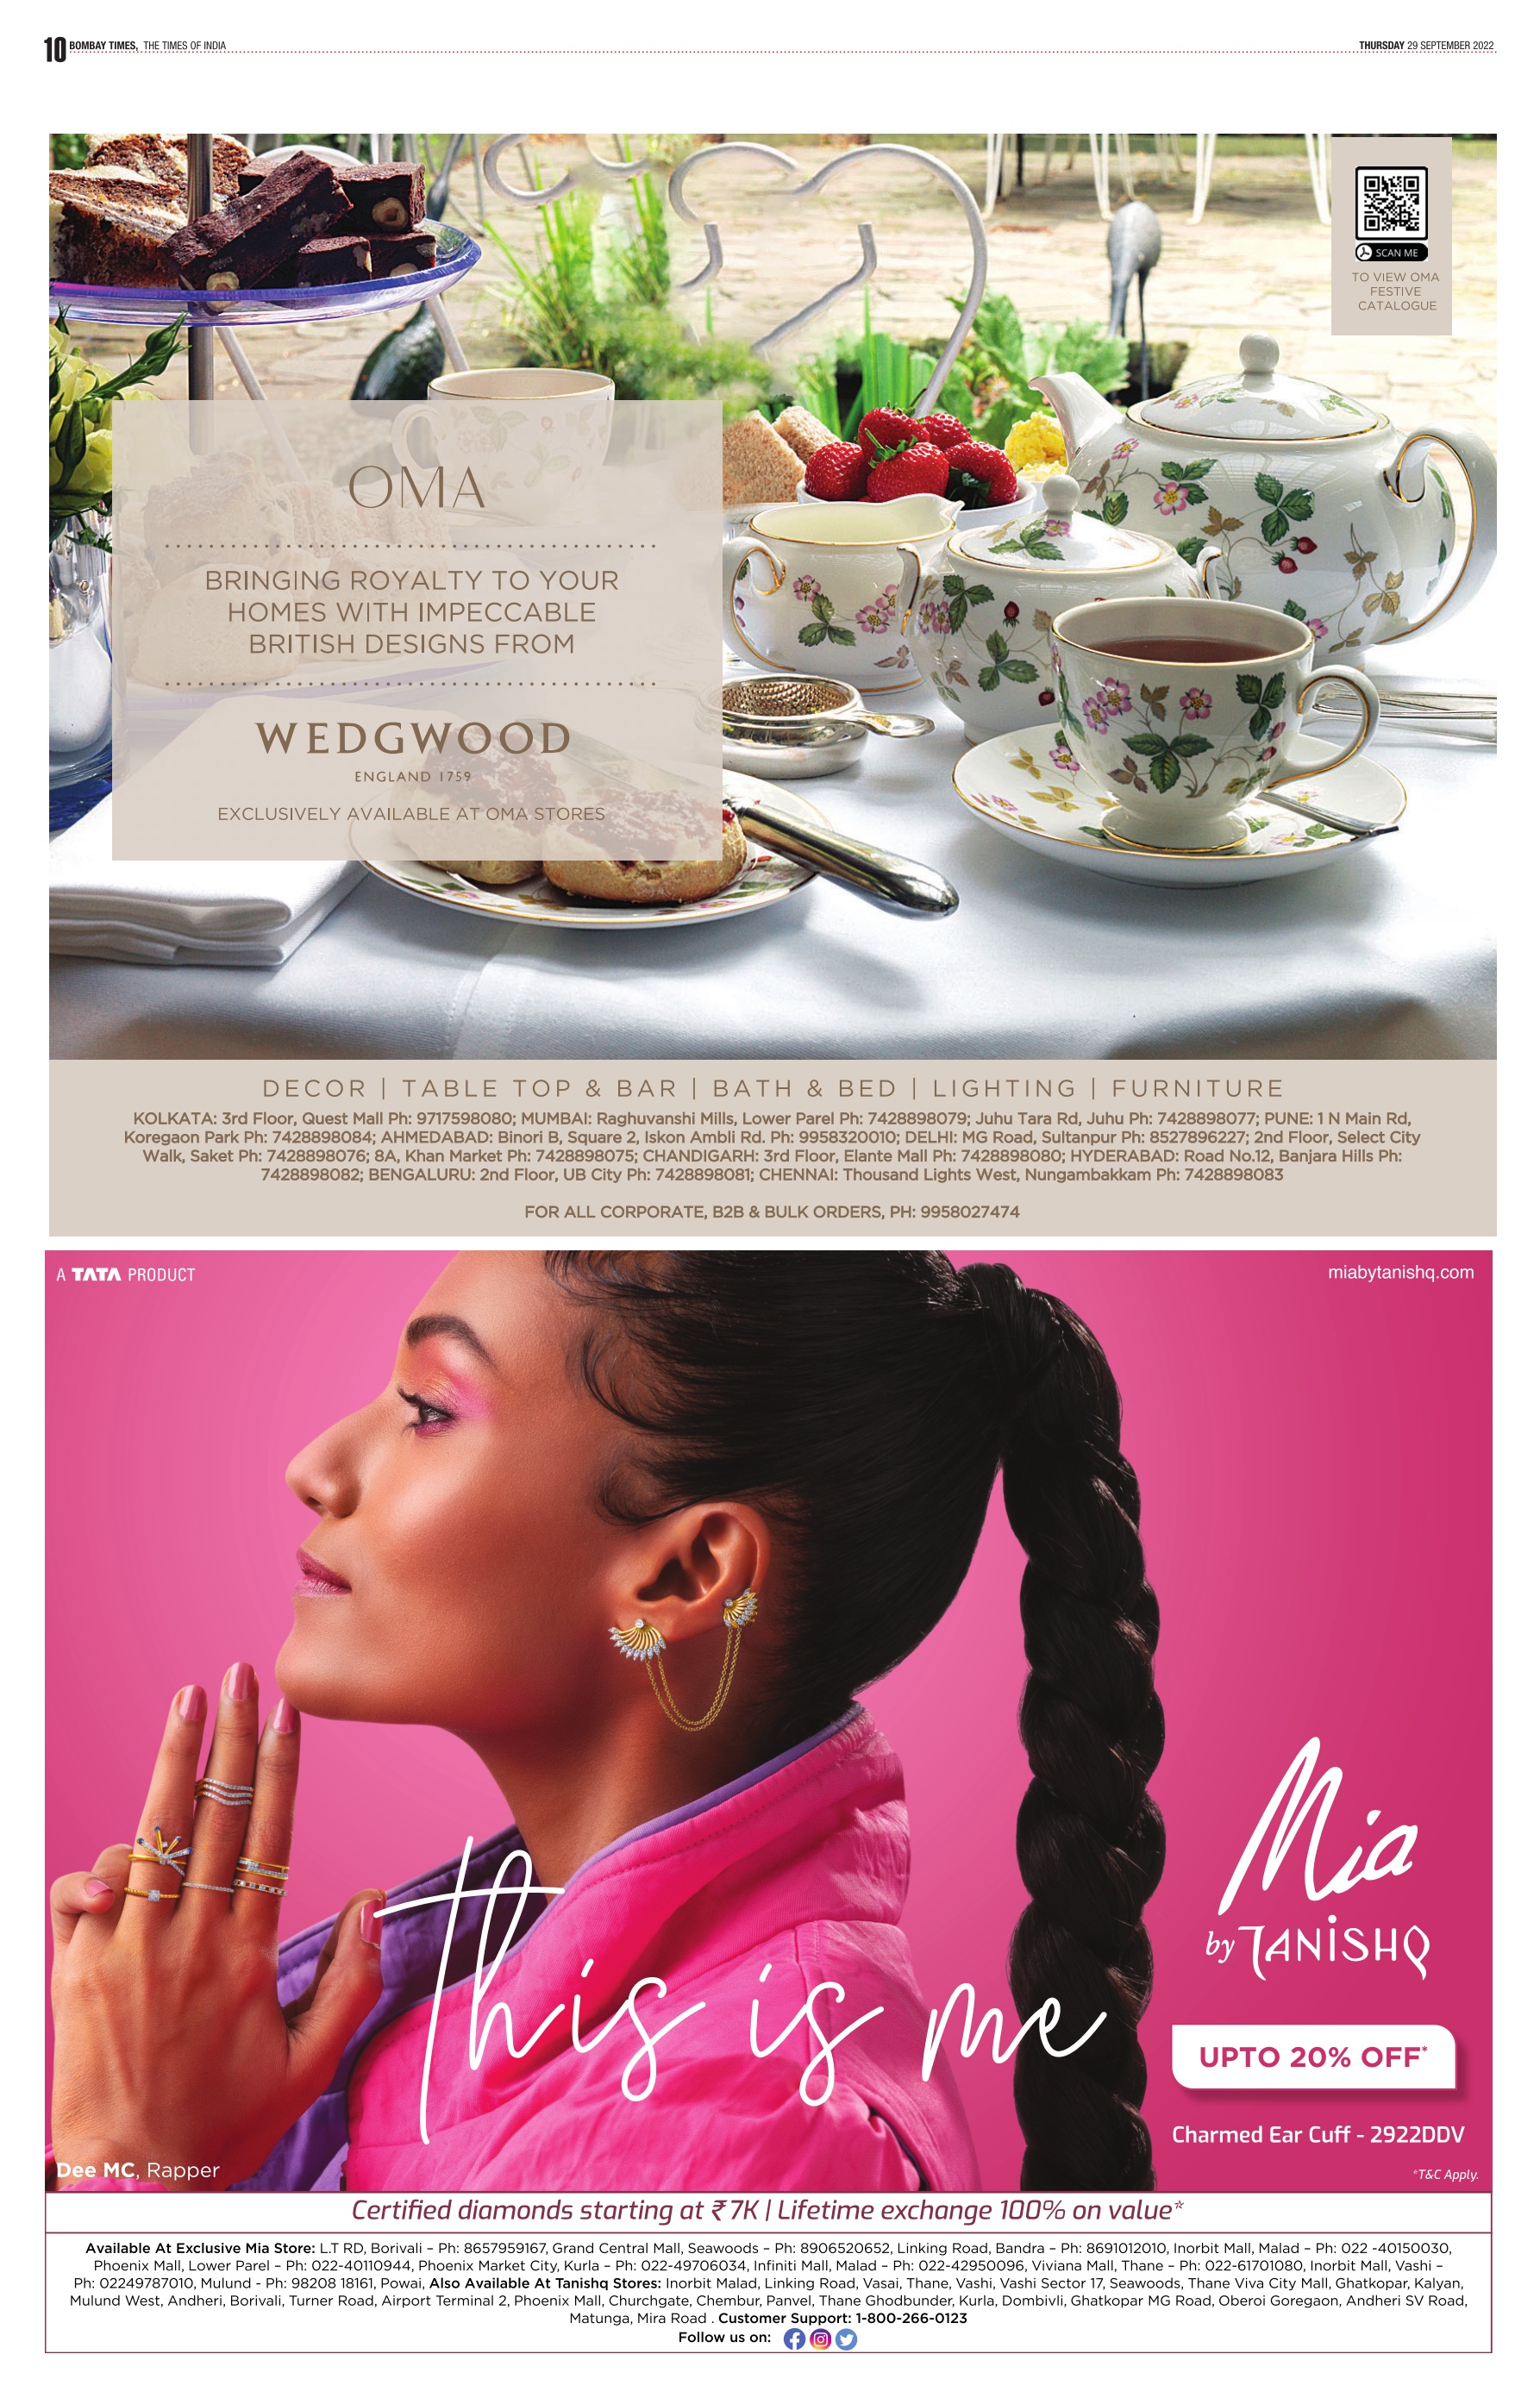 10 BOMBAY TIMES, THE TIMES OF INDIA
THURSDAY 29 SEPTEMBER 2022
SCAN ME
TO VIEW OMA
FESTIVE
CATALOGUE
OMA
BRINGING ROYALTY TO YOUR
HOMES WITH IMPECCABLE
BRITISH DESIGNS FROM
WEDGWOOD
ENGLAND 1759
EXCLUSIVELY AVAILABLE AT OMA STORES
DECOR | TABLE TOP & BAR | BATH & BED | LIGHTING | FURNITURE
KOLKATA: 3rd Floor, Quest Mall Ph: 9717598080; MUMBAI: Raghuvanshi Mills, Lower Parel Ph: 7428898079; Juhu Tara Rd, Juhu Ph: 7428898077; PUNE: 1 N Main Rd,
Koregaon Park Ph: 7428898084; AHMEDABAD: Binori B, Square 2, Iskon Ambli Rd. Ph: 9958320010; DELHI: MG Road, Sultanpur Ph: 8527896227; 2nd Floor, Select City
Walk, Saket Ph: 7428898076; 8A, Khan Market Ph: 7428898075; CHANDIGARH: 3rd Floor, Elante Mall Ph: 7428898080; HYDERABAD: Road No.12, Banjara Hills Ph:
7428898082; BENGALURU: 2nd Floor, UB City Ph: 7428898081; CHENNAI: Thousand Lights West, Nungambakkam Ph: 7428898083
FOR ALL CORPORATE, B2B & BULK ORDERS, PH: 9958027474
A TATA PRODUCT
miabytanishq.com
this is me
Mia
by TANISHQ
UPTO 20% OFF*
Charmed Ear Cuff - 2922DDV
Dee MC, Rapper
*T&C Apply.
Certified diamonds starting at ₹7K | Lifetime exchange 100% on value*
Available At Exclusive Mia Store: L.T RD, Borivali – Ph: 8657959167, Grand Central Mall, Seawoods – Ph: 8906520652, Linking Road, Bandra – Ph: 8691012010, Inorbit Mall, Malad – Ph: 022 -40150030,
Phoenix Mall, Lower Parel – Ph: 022-40110944, Phoenix Market City, Kurla – Ph: 022-49706034, Infiniti Mall, Malad – Ph: 022-42950096, Viviana Mall, Thane – Ph: 022-61701080, Inorbit Mall, Vashi –
Ph: 02249787010, Mulund - Ph: 98208 18161, Powai, Also Available At Tanishq Stores: Inorbit Malad, Linking Road, Vasai, Thane, Vashi, Vashi Sector 17, Seawoods, Thane Viva City Mall, Ghatkopar, Kalyan,
Mulund West, Andheri, Borivali, Turner Road, Airport Terminal 2, Phoenix Mall, Churchgate, Chembur, Panvel, Thane Ghodbunder, Kurla, Dombivli, Ghatkopar MG Road, Oberoi Goregaon, Andheri SV Road,
Matunga, Mira Road . Customer Support: 1-800-266-0123
Follow us on: